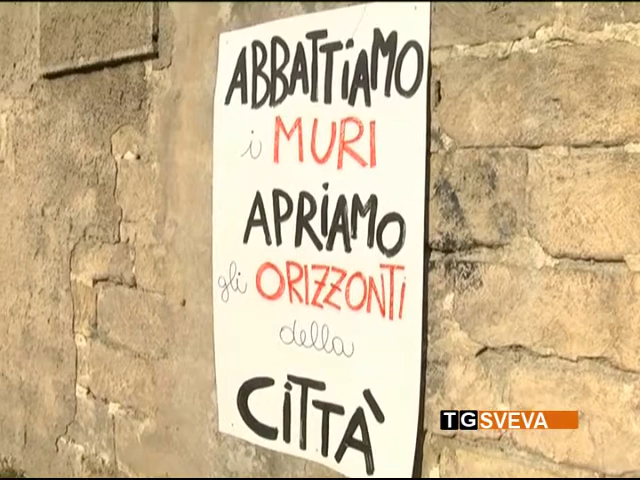 ABBATTiAMO
i MURI
APRiAMO
gli ORIZZONTi
della
CiTTÀ
TGSVEVA